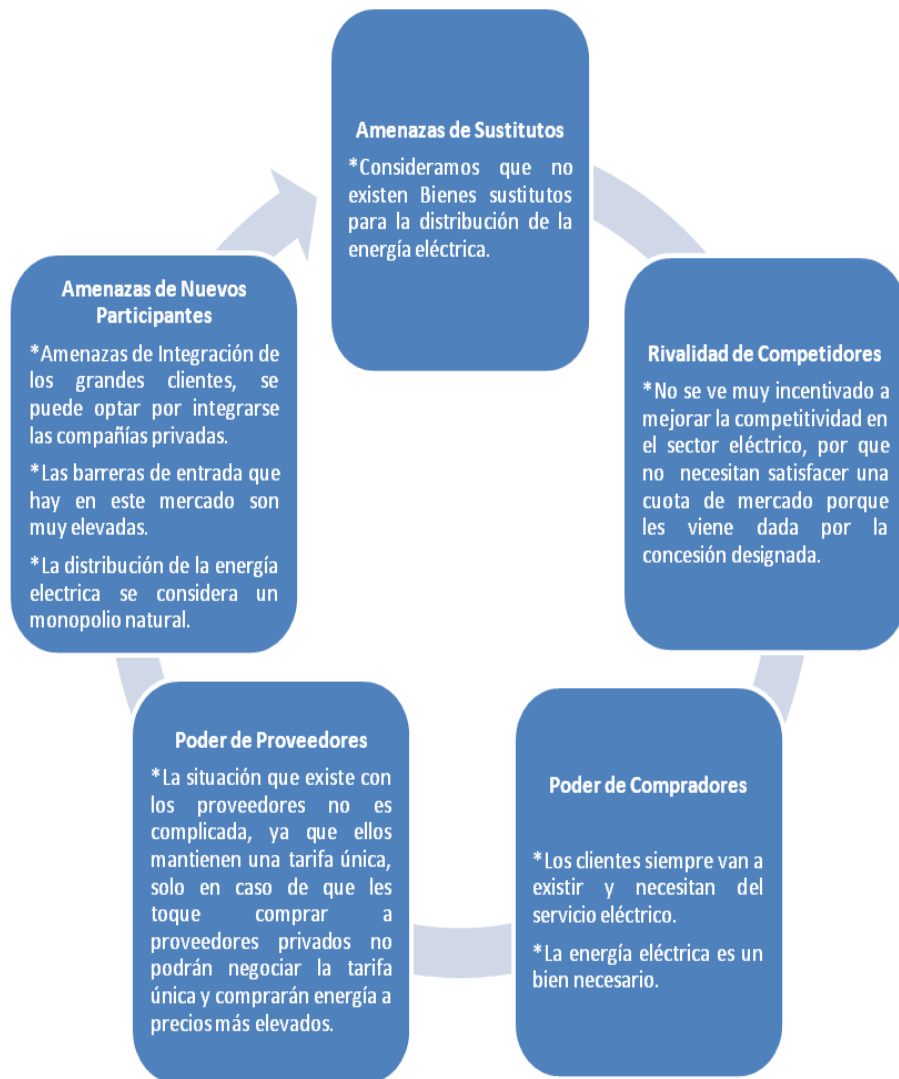 Amenazas de Sustitutos
*Consideramos que no
existen Bienes sustitutos
para la distribución de la
energía eléctrica.
Rivalidad de Competidores
*No se ve muy incentivado a
mejorar la competitividad en
el sector eléctrico, por que
no necesitan satisfacer una
cuota de mercado porque
les viene dada por la
concesión designada.
Poder de Compradores
*Los clientes siempre van a
existir y necesitan del
servicio eléctrico.
*La energía eléctrica es un
bien necesario.
Poder de Proveedores
*La situación que existe con
los proveedores no es
complicada, ya que ellos
mantienen una tarifa única,
solo en caso de que les
toque comprar a
proveedores privados no
podrán negociar la tarifa
única y comprarán energía a
precios más elevados.
Amenazas de Nuevos
Participantes
*Amenazas de Integración de
los grandes clientes, se
puede optar por integrarse
las compañías privadas.
*Las barreras de entrada que
hay en este mercado son
muy elevadas.
*La distribución de la energía
electrica se considera un
monopolio natural.